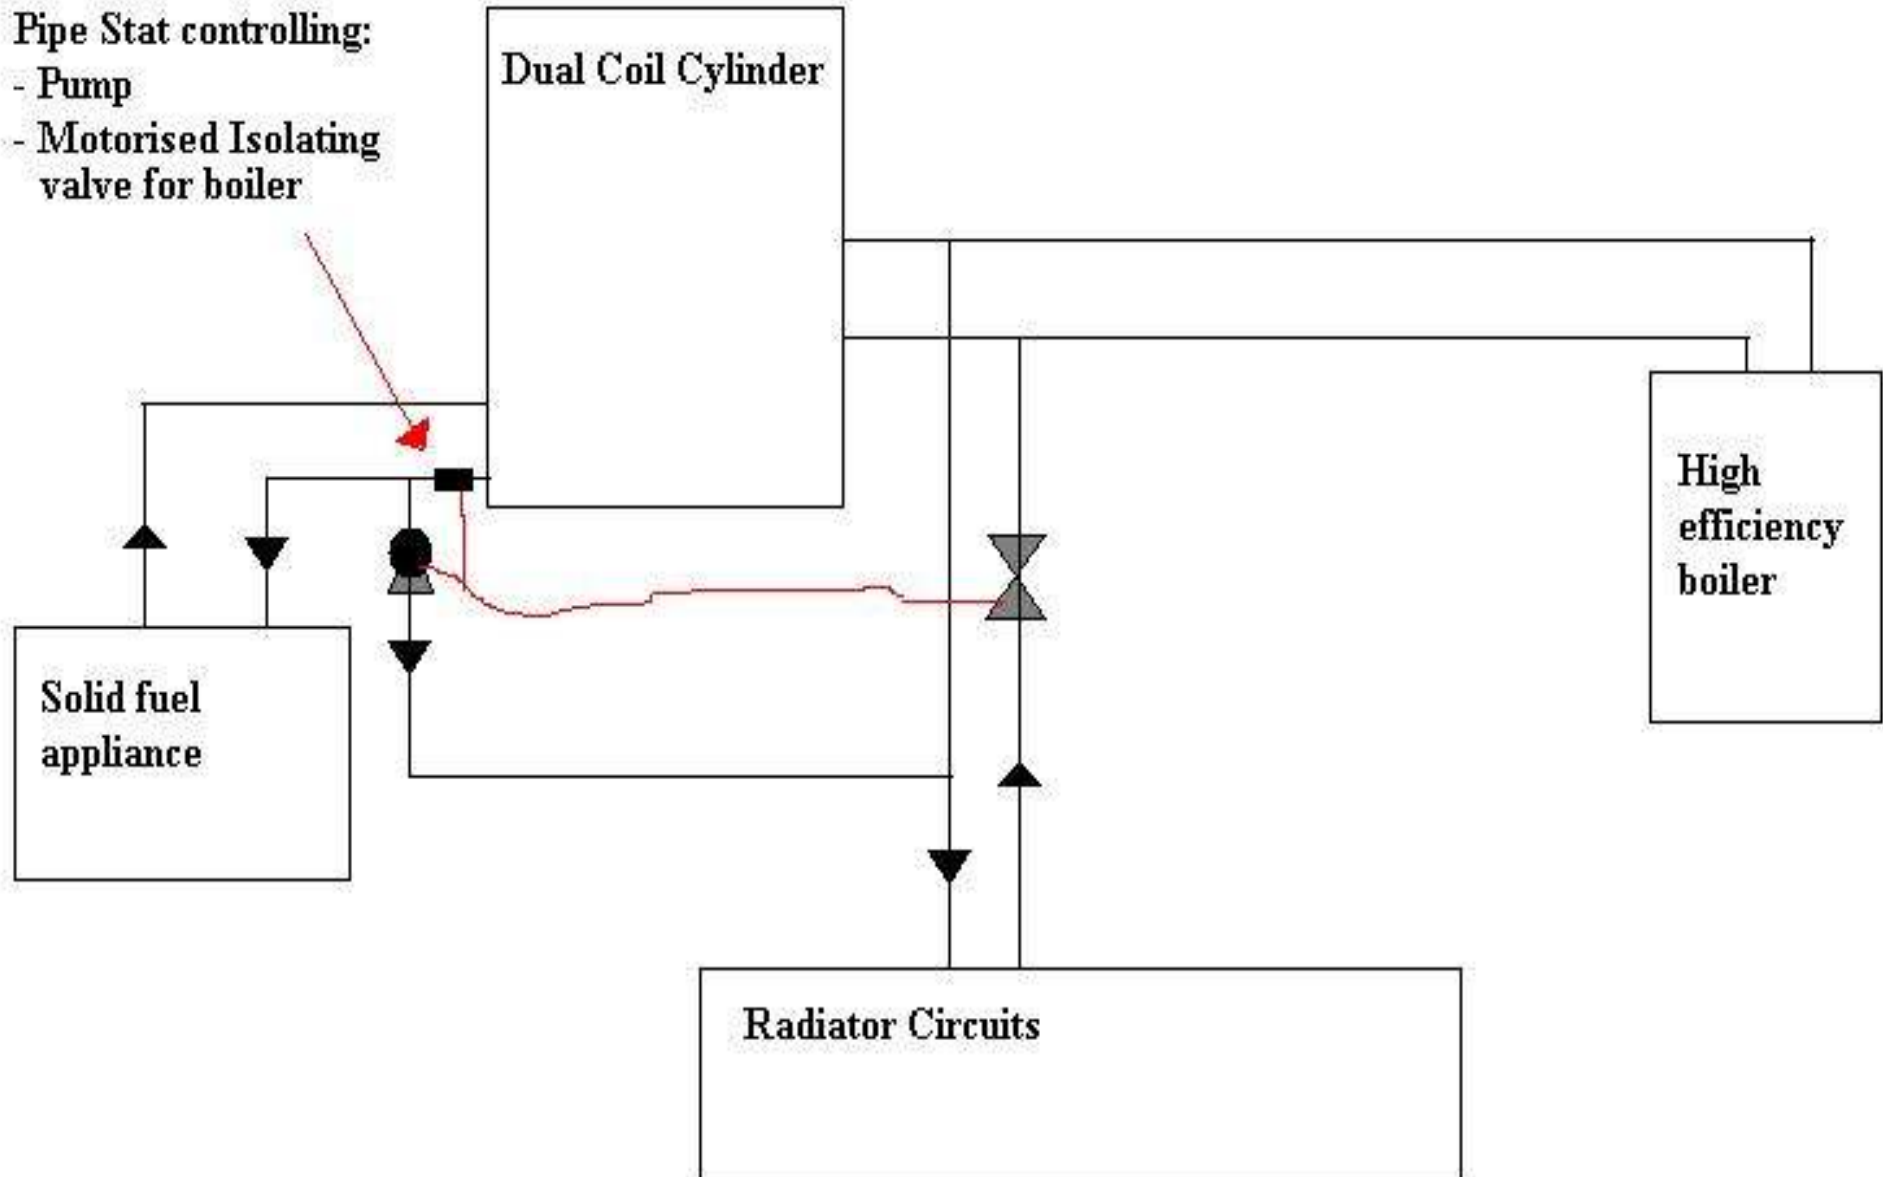 Pipe Stat controlling:
- Pump
- Motorised Isolating
valve for boiler
Dual Coil Cylinder
High
efficiency
boiler
Solid fuel
appliance
Radiator Circuits